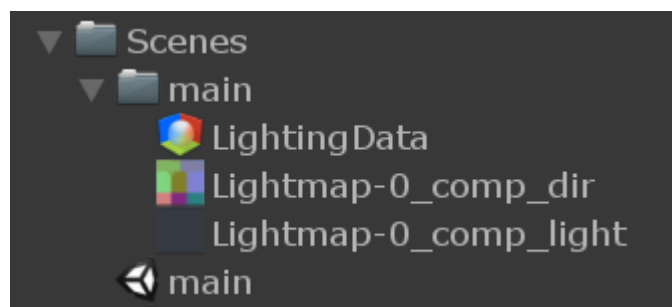 Scenes
main
LightingData
Lightmap-0_comp_dir
Lightmap-0_comp_light
main